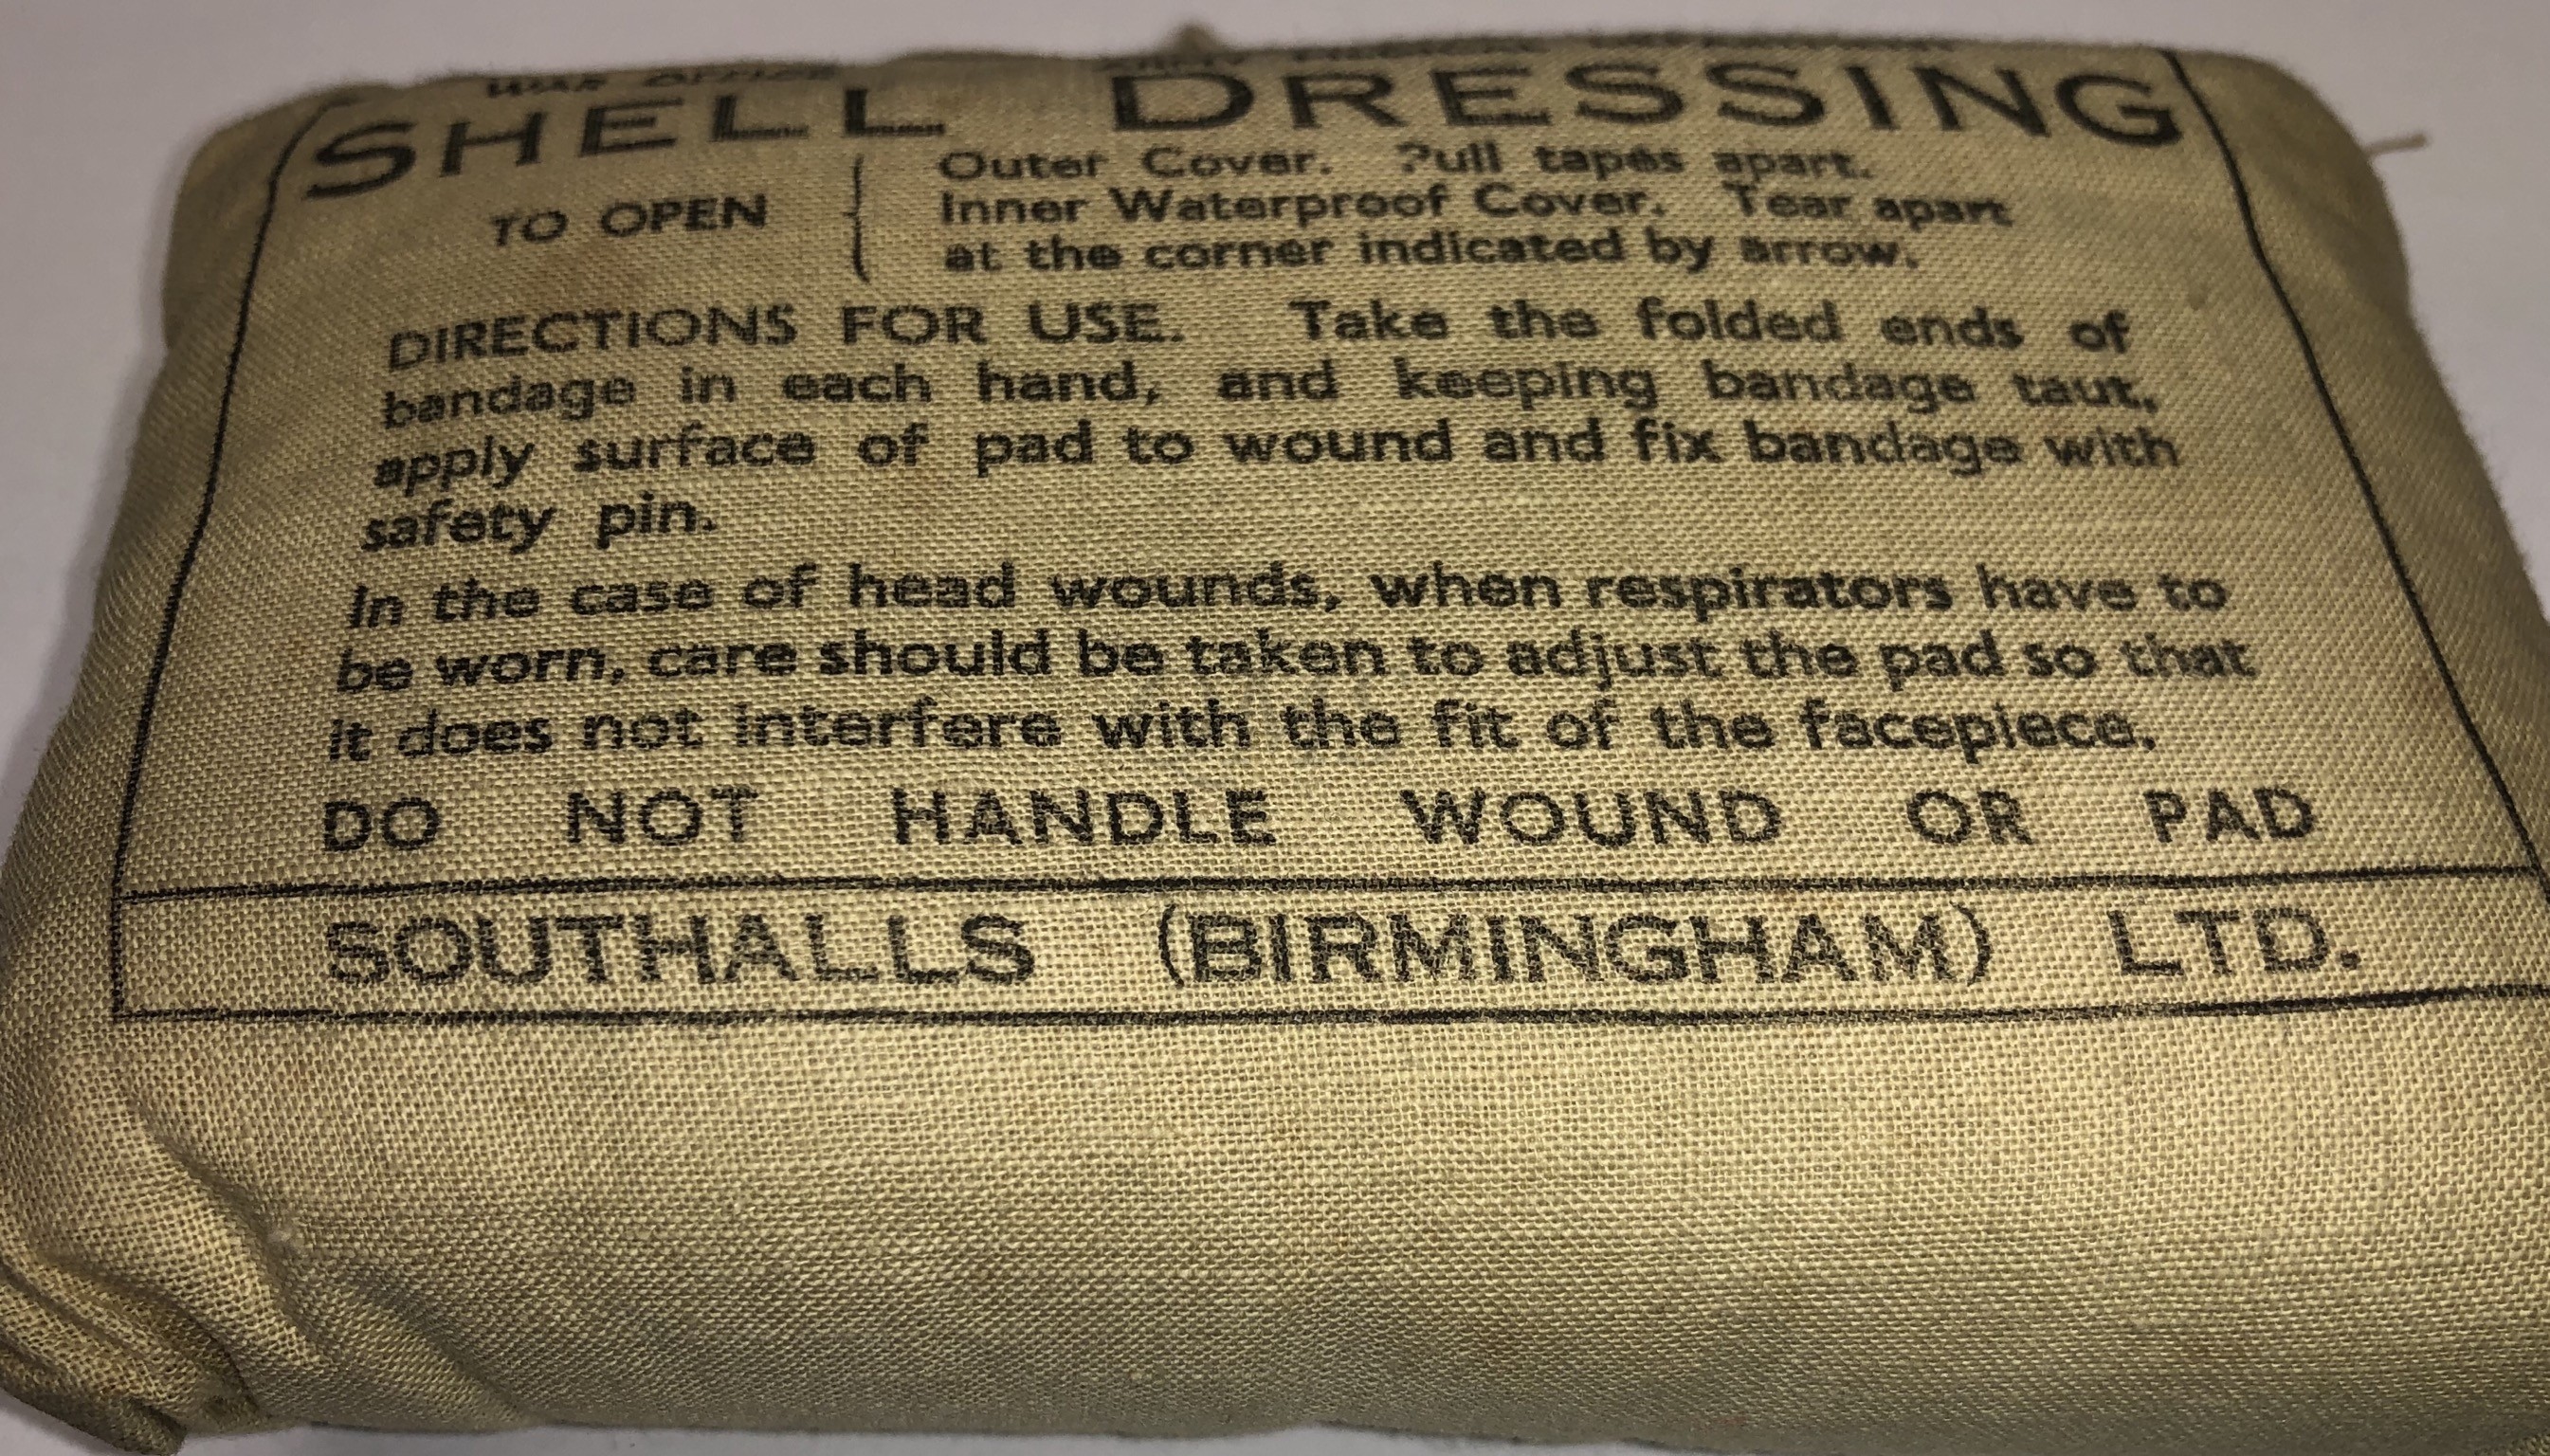 WAR OFFICE
SHELL DRESSING
TO OPEN { Outer Cover. Pull tapes apart.
Inner Waterproof Cover. Tear apart
at the corner indicated by arrow.
DIRECTIONS FOR USE. Take the folded ends of
bandage in each hand, and keeping bandage taut,
apply surface of pad to wound and fix bandage with
safety pin.
In the case of head wounds, when respirators have to
be worn, care should be taken to adjust the pad so that
it does not interfere with the fit of the facepiece.
DO NOT HANDLE WOUND OR PAD
SOUTHALLS (BIRMINGHAM) LTD.